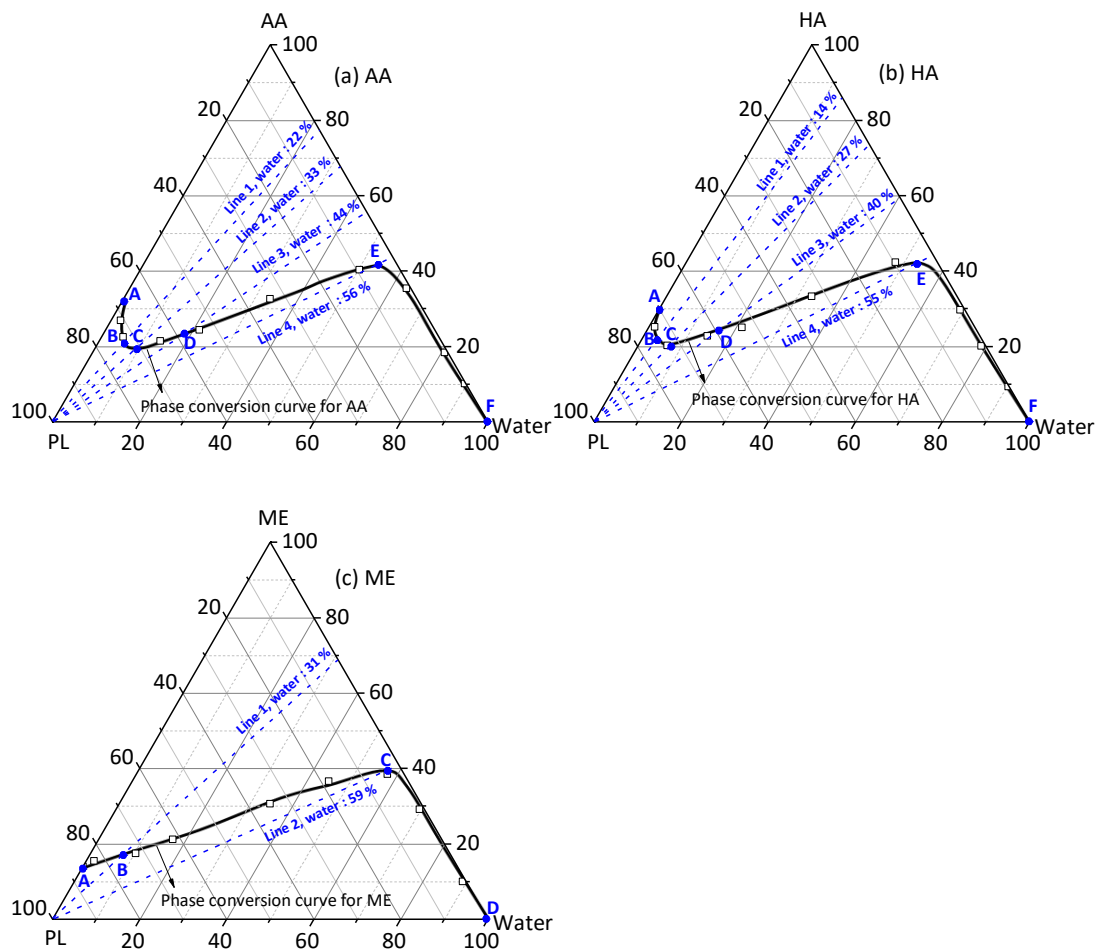 AA
100
(a) AA
20
80
Line 1, water : 22 %
Line 2, water : 33 %
40
60
Line 3, water : 44 %
E
60
40
A
Line 4, water : 56 %
80
B
C
D
20
Phase conversion curve for AA
F
100
Water
PL
20
40
60
80
100
HA
100
(b) HA
20
80
Line 1, water : 14 %
Line 2, water : 27 %
40
60
Line 3, water : 40 %
60
40
E
A
Line 4, water : 55 %
80
B
C
D
20
Phase conversion curve for HA
F
100
Water
PL
20
40
60
80
100
ME
100
(c) ME
20
80
Line 1, water : 31 %
40
60
C
60
40
Line 2, water : 59 %
80
B
20
A
Phase conversion curve for ME
D
100
Water
PL
20
40
60
80
100